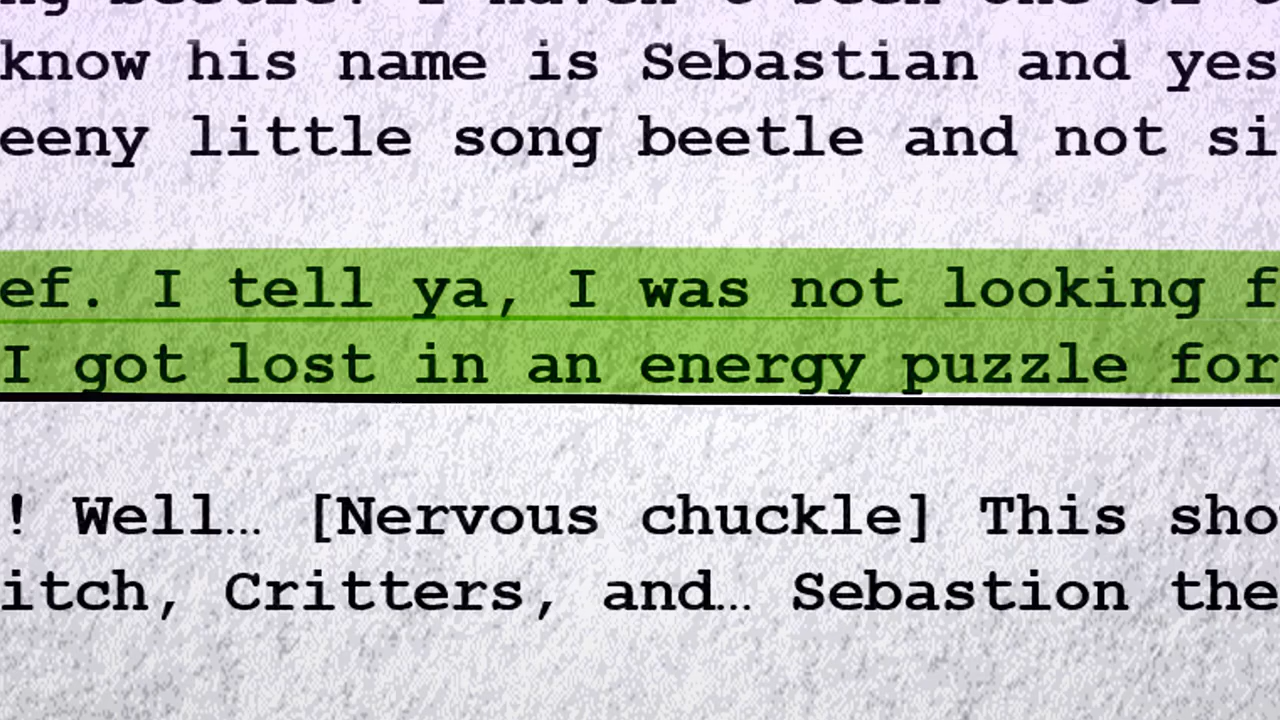 know his name is Sebastian and yes
eeny little song beetle and not si
ef. I tell ya, I was not looking f
I got lost in an energy puzzle for
! Well… [Nervous chuckle] This sho
itch, Critters, and… Sebastion the